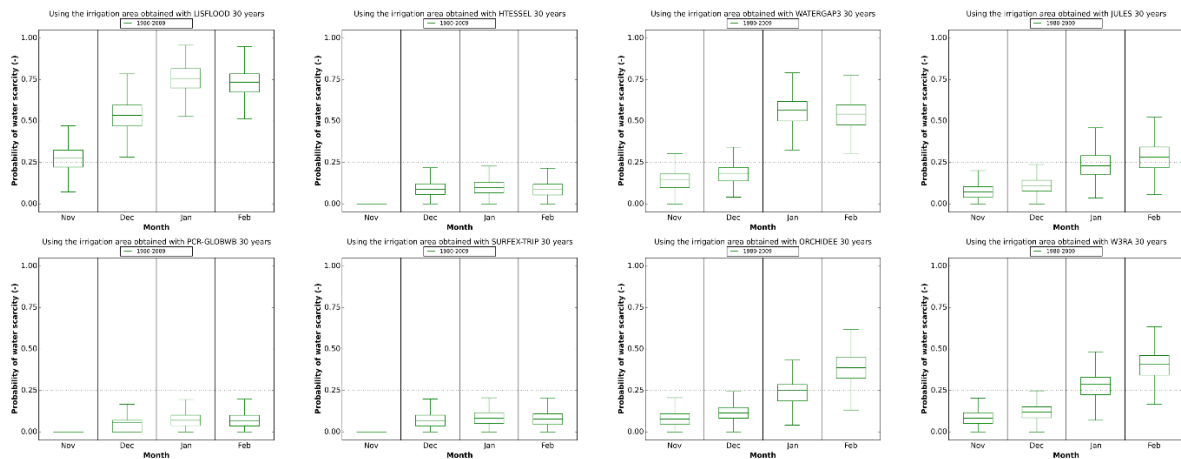 Using the irrigation area obtained with LISFLOOD 30 years
1980-2009
Probability of water scarcity (-)
1.00
0.75
0.50
0.25
0.00
Nov Dec Jan Feb
Month
Using the irrigation area obtained with HTESSEL 30 years
1980-2009
Probability of water scarcity (-)
1.00
0.75
0.50
0.25
0.00
Nov Dec Jan Feb
Month
Using the irrigation area obtained with WATERGAP3 30 years
1980-2009
Probability of water scarcity (-)
1.00
0.75
0.50
0.25
0.00
Nov Dec Jan Feb
Month
Using the irrigation area obtained with JULES 30 years
1980-2009
Probability of water scarcity (-)
1.00
0.75
0.50
0.25
0.00
Nov Dec Jan Feb
Month
Using the irrigation area obtained with PCR-GLOBWB 30 years
1980-2009
Probability of water scarcity (-)
1.00
0.75
0.50
0.25
0.00
Nov Dec Jan Feb
Month
Using the irrigation area obtained with SURFEX-TRIP 30 years
1980-2009
Probability of water scarcity (-)
1.00
0.75
0.50
0.25
0.00
Nov Dec Jan Feb
Month
Using the irrigation area obtained with ORCHIDEE 30 years
1980-2009
Probability of water scarcity (-)
1.00
0.75
0.50
0.25
0.00
Nov Dec Jan Feb
Month
Using the irrigation area obtained with W3RA 30 years
1980-2009
Probability of water scarcity (-)
1.00
0.75
0.50
0.25
0.00
Nov Dec Jan Feb
Month